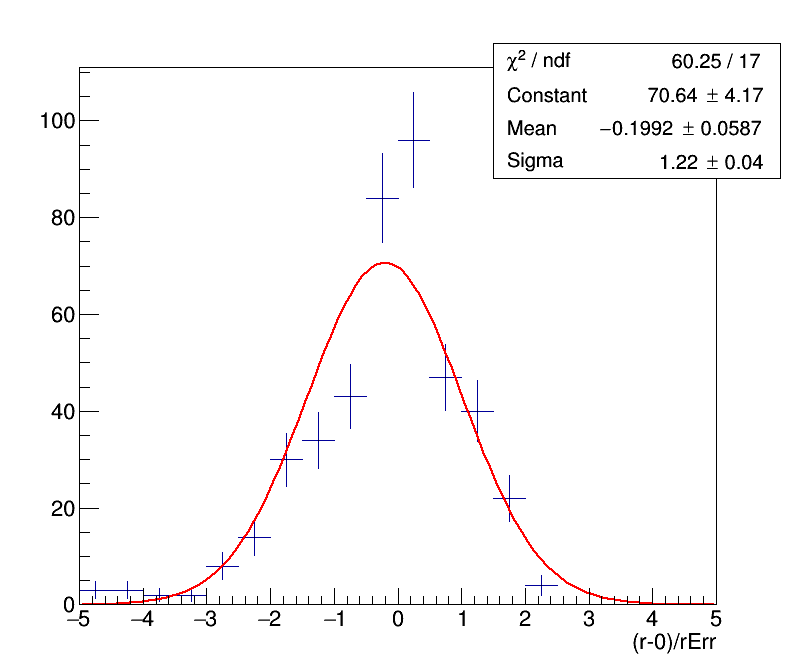 χ² / ndf 60.25 / 17
Constant 70.64 ± 4.17
Mean −0.1992 ± 0.0587
Sigma 1.22 ± 0.04
100
80
60
40
20
0
−5 −4 −3 −2 −1 0 1 2 3 4 5
(r-0)/rErr